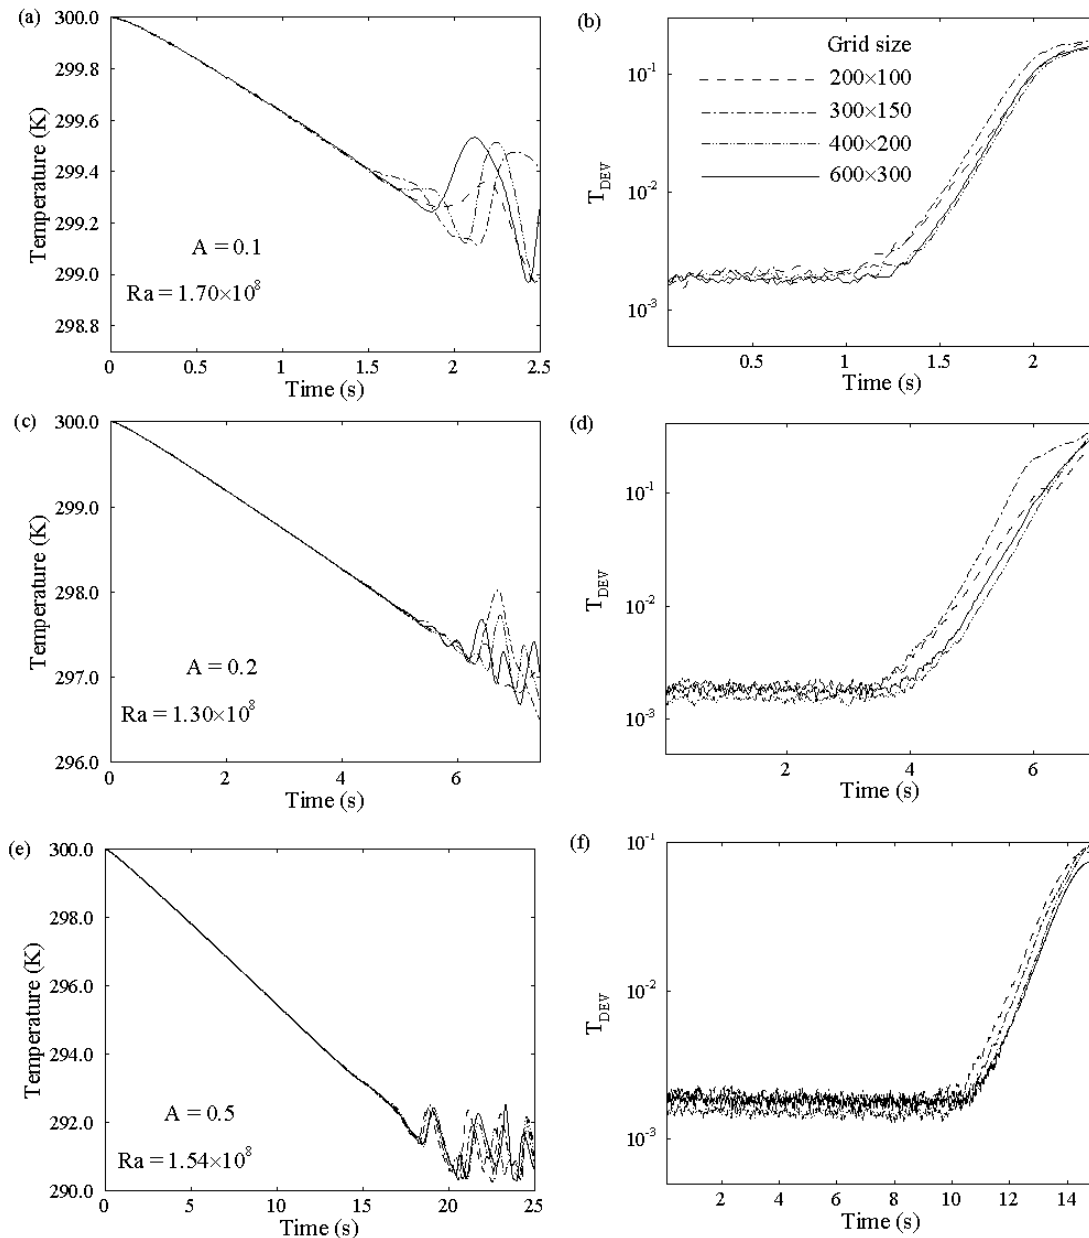 (a)
300.0
299.8
299.6
299.4
299.2
299.0
298.8
Temperature (K)
A = 0.1
Ra = 1.70×10⁸
0 0.5 1 1.5 2 2.5
Time (s)
(b)
Grid size
200×100
300×150
400×200
600×300
10⁻¹
10⁻²
10⁻³
T_DEV
0.5 1 1.5 2
Time (s)
(c)
300.0
299.0
298.0
297.0
296.0
Temperature (K)
A = 0.2
Ra = 1.30×10⁸
0 2 4 6
Time (s)
(d)
10⁻¹
10⁻²
10⁻³
T_DEV
2 4 6
Time (s)
(e)
300.0
298.0
296.0
294.0
292.0
290.0
Temperature (K)
A = 0.5
Ra = 1.54×10⁸
0 5 10 15 20 25
Time (s)
(f)
10⁻¹
10⁻²
10⁻³
T_DEV
2 4 6 8 10 12 14
Time (s)